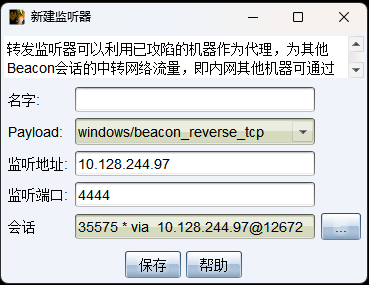 新建监听器
转发监听器可以利用已攻陷的机器作为代理，为其他
Beacon会话的中转网络流量，即内网其他机器可通过
名字:
Payload: windows/beacon_reverse_tcp
监听地址: 10.128.244.97
监听端口: 4444
会话 35575 * via 10.128.244.97@12672 ...
保存 帮助